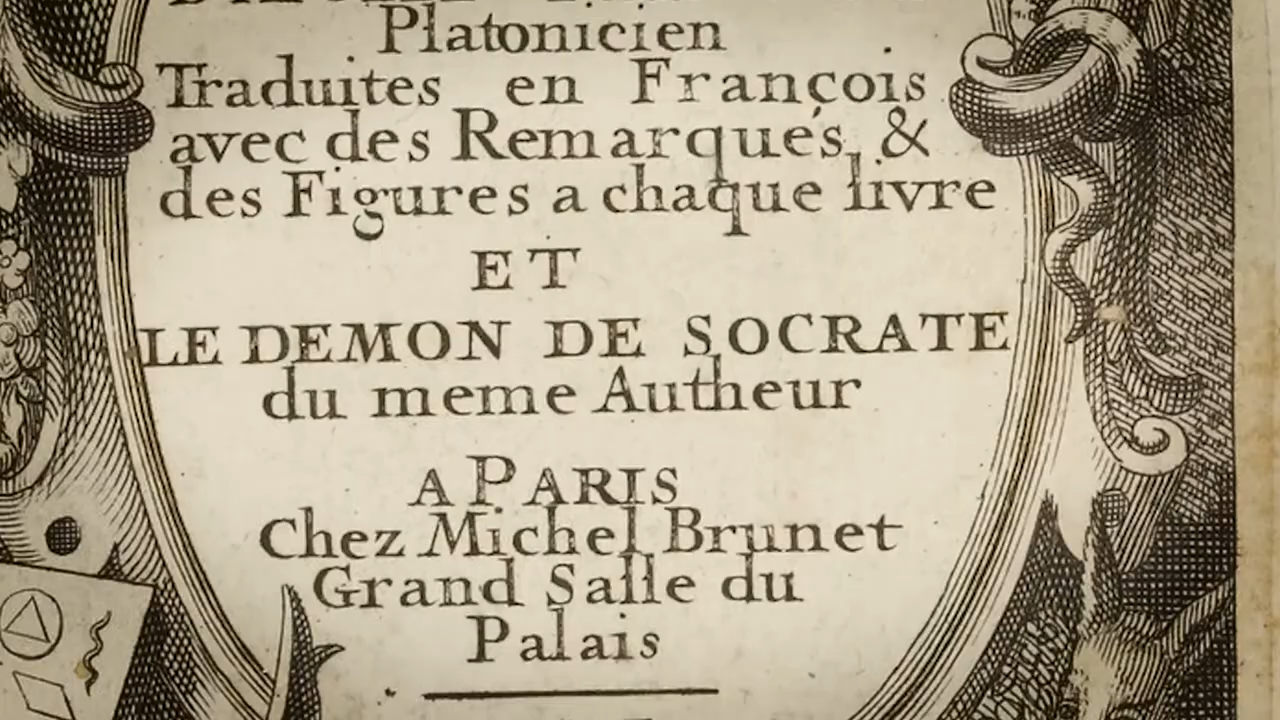 Platonicien
Traduites en François
avec des Remarques, &
des Figures a chaque livre
ET
LE DEMON DE SOCRATE
du meme Autheur
A PARIS
Chez Michel Brunet
Grand Salle du
Palais